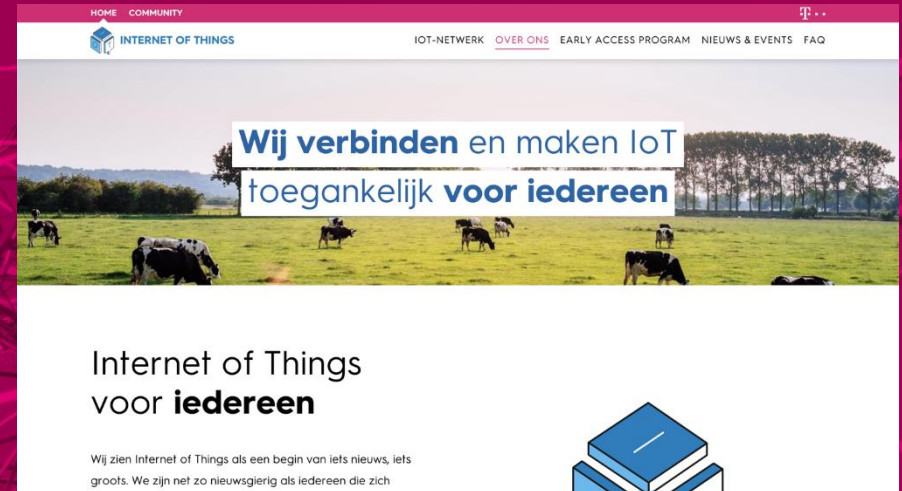 HOME COMMUNITY
INTERNET OF THINGS
IOT-NETWERK OVER ONS EARLY ACCESS PROGRAM NIEUWS & EVENTS FAQ
Wij verbinden en maken IoT
toegankelijk voor iedereen
Internet of Things
voor iedereen
Wij zien Internet of Things als een begin van iets nieuws, iets
groots. We zijn net zo nieuwsgierig als iedereen die zich